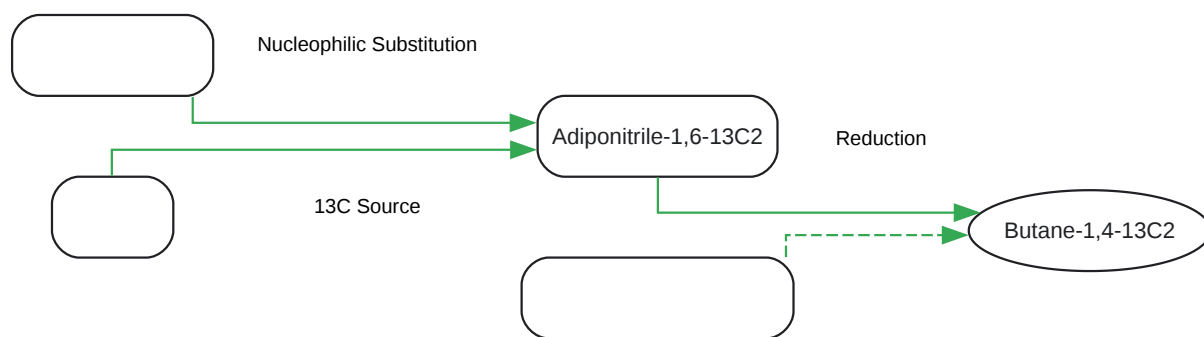 Nucleophilic Substitution
Adiponitrile-1,6-13C2
Reduction
13C Source
Butane-1,4-13C2